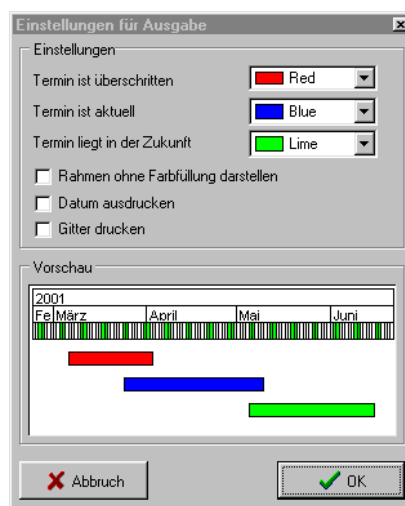 Einstellungen für Ausgabe
Einstellungen
Termin ist überschritten Red
Termin ist aktuell Blue
Termin liegt in der Zukunft Lime
Rahmen ohne Farbfüllung darstellen
Datum ausdrucken
Gitter drucken
Vorschau
2001
Fe März April Mai Juni
Abbruch OK